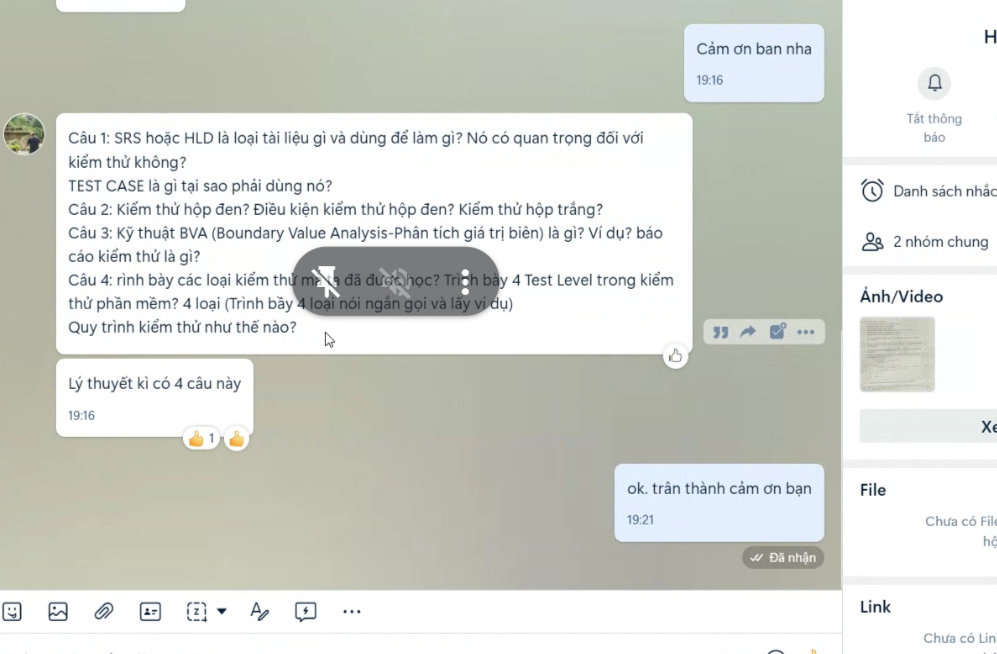 Cảm ơn ban nha
19:16
H
Tắt thông
báo
Câu 1: SRS hoặc HLD là loại tài liệu gì và dùng để làm gì? Nó có quan trọng đối với
kiểm thử không?
TEST CASE là gì tại sao phải dùng nó?
Câu 2: Kiểm thử hộp đen? Điều kiện kiểm thử hộp đen? Kiểm thử hộp trắng?
Câu 3: Kỹ thuật BVA (Boundary Value Analysis-Phân tích giá trị biên) là gì? Ví dụ? báo
cáo kiểm thử là gì?
Câu 4: rình bày các loại kiểm thử mà ta đã được học? Trình bày 4 Test Level trong kiểm
thử phần mềm? 4 loại (Trình bầy 4 loại nói ngắn gọi và lấy ví dụ)
Quy trình kiểm thử như thế nào?
Danh sách nhắc
2 nhóm chung
Ảnh/Video
Lý thuyết kì có 4 câu này
19:16
1
Xe
ok. trân thành cảm ơn bạn
19:21
Đã nhận
File
Chưa có File
hộ
Link
Chưa có Lin